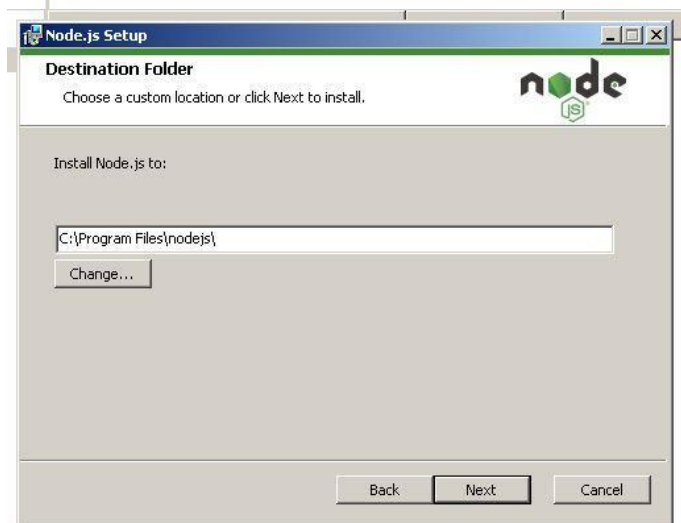 Node.js Setup
Destination Folder
Choose a custom location or click Next to install.
node
JS
Install Node.js to:
C:\Program Files\nodejs\
Change...
Back
Next
Cancel